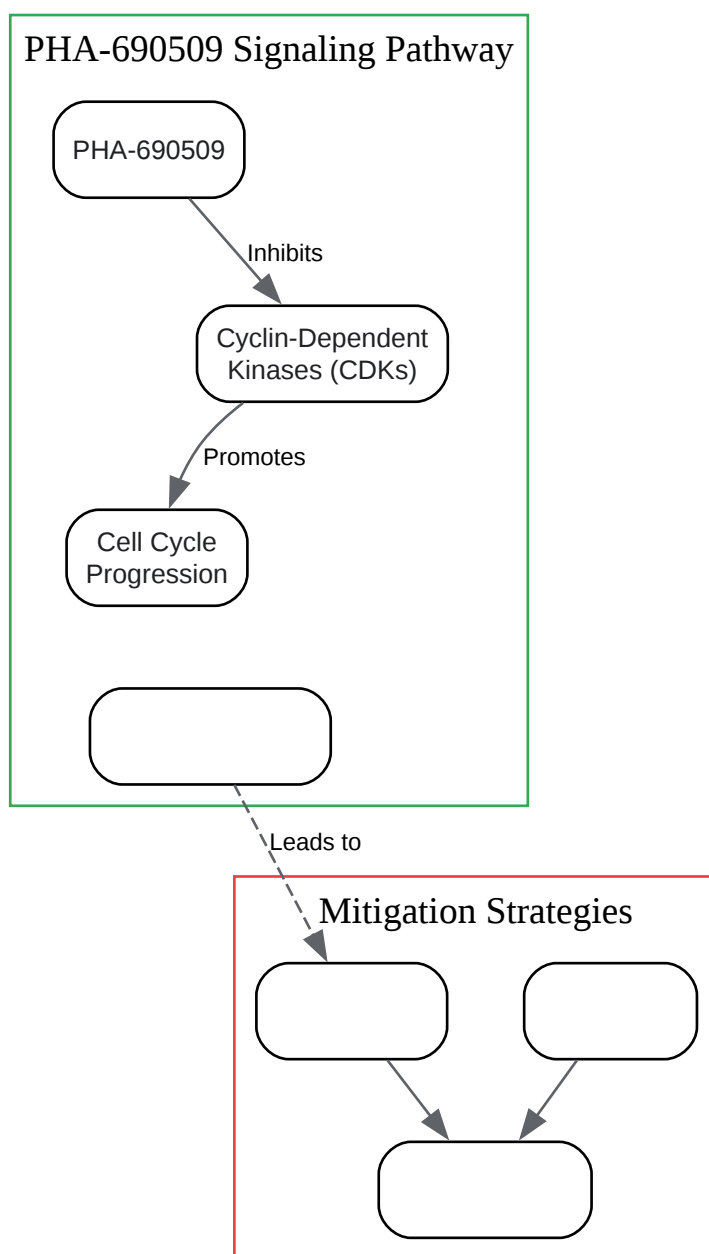 PHA-690509 Signaling Pathway
PHA-690509
Inhibits
Cyclin-Dependent
Kinases (CDKs)
Promotes
Cell Cycle
Progression
Leads to
Mitigation Strategies